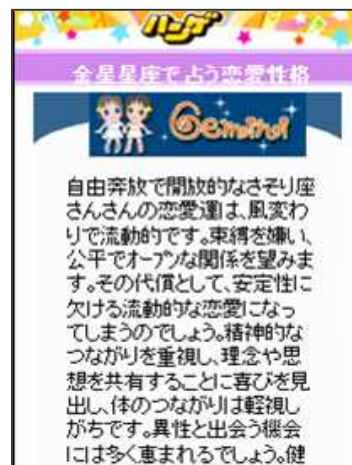 ハンゲ
金星星座で占う恋愛性格
Gemini
自由奔放で開放的なさそり座
さんさんの恋愛運は、風変わ
りで流動的です。束縛を嫌い、
公平でオープンな関係を望みま
す。その代償として、安定性に
欠ける流動的な恋愛になっ
てしまうのでしょう。精神的な
つながりを重視し、理念や思
想を共有することに喜びを見
出し、体のつながりは軽視し
がちです。異性と出会う機会
には多く恵まれるでしょう。健